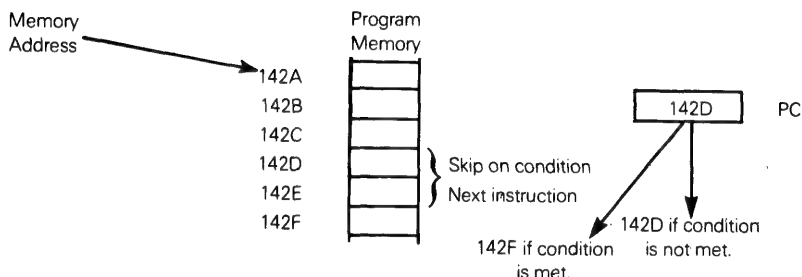 Memory
Address
Program
Memory
142A
142B
142C
142D
142E
142F
Skip on condition
Next instruction
142D
PC
142F if condition
is met.
142D if condition
is not met.